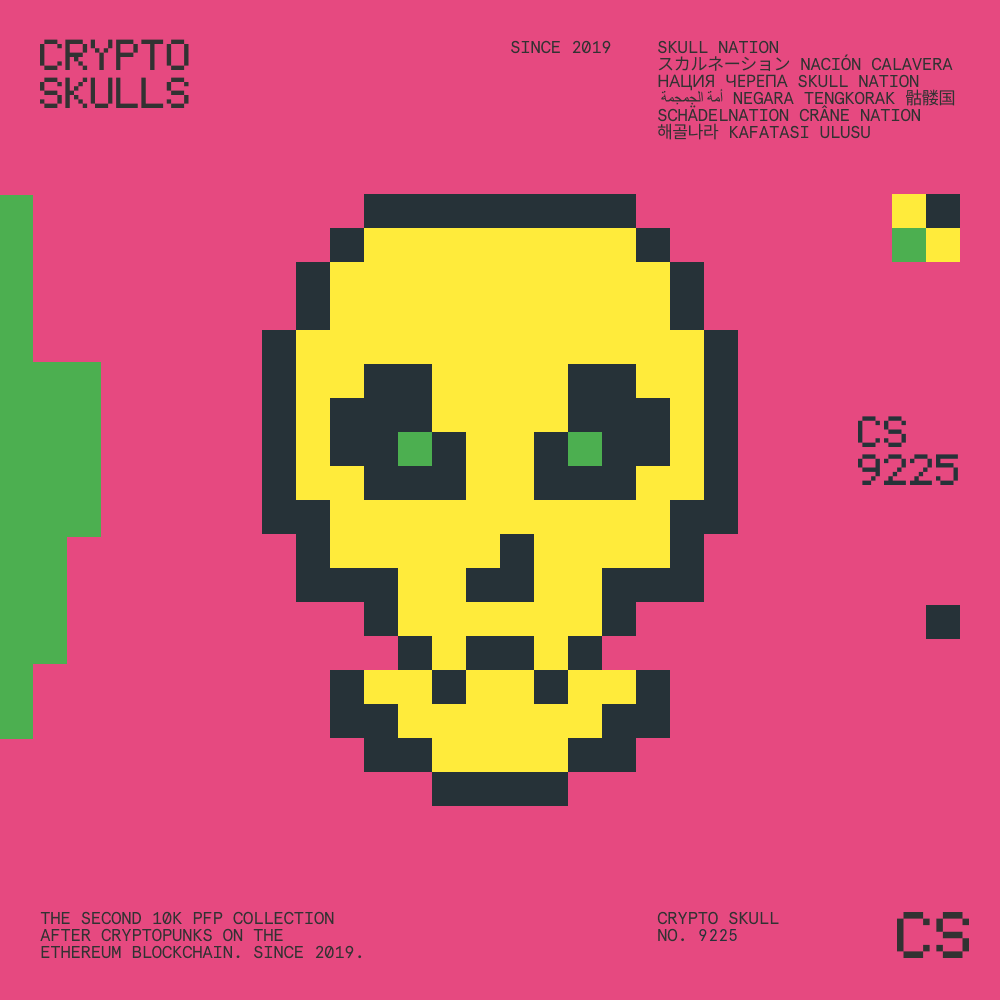 CRYPTO
SKULLS
SINCE 2019
SKULL NATION
スカルネーション NACIÓN CALAVERA
НАЦИЯ ЧЕРЕПА SKULL NATION
أمة الجمجمة NEGARA TENGKORAK 骷髅国
SCHÄDELNATION CRÂNE NATION
해골나라 KAFATASI ULUSU
CS
9225
THE SECOND 10K PFP COLLECTION
AFTER CRYPTOPUNKS ON THE
ETHEREUM BLOCKCHAIN. SINCE 2019.
CRYPTO SKULL
NO. 9225
CS